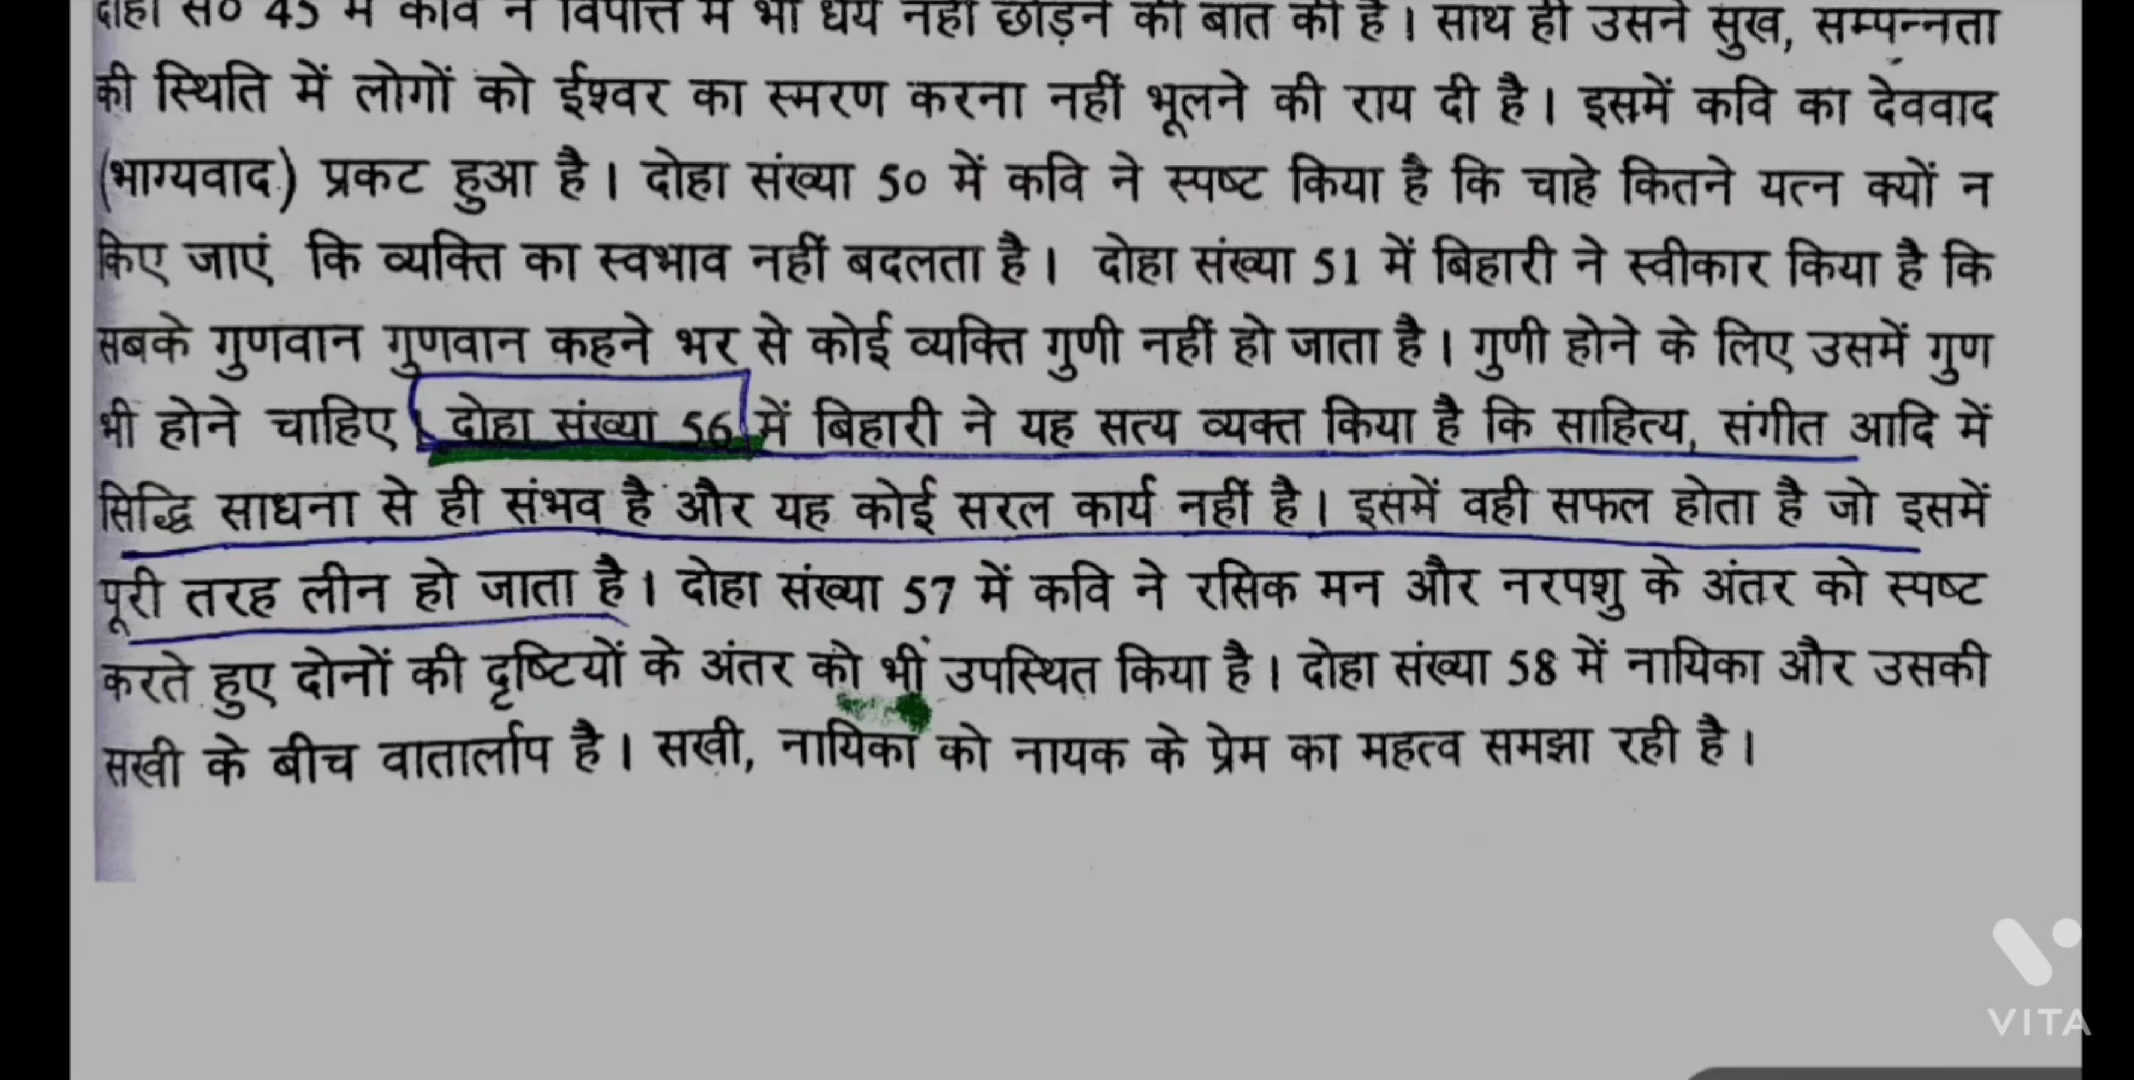 दोहा सं० 45 में कवि ने विपत्ति में भी धैर्य नहीं छोड़ने की बात की है। साथ ही उसने सुख, सम्पन्नता
की स्थिति में लोगों को ईश्वर का स्मरण करना नहीं भूलने की राय दी है। इसमें कवि का देववाद
(भाग्यवाद) प्रकट हुआ है। दोहा संख्या 50 में कवि ने स्पष्ट किया है कि चाहे कितने यत्न क्यों न
किए जाएं कि व्यक्ति का स्वभाव नहीं बदलता है। दोहा संख्या 51 में बिहारी ने स्वीकार किया है कि
सबके गुणवान गुणवान कहने भर से कोई व्यक्ति गुणी नहीं हो जाता है। गुणी होने के लिए उसमें गुण
भी होने चाहिए। दोहा संख्या 56 में बिहारी ने यह सत्य व्यक्त किया है कि साहित्य, संगीत आदि में
सिद्धि साधना से ही संभव है और यह कोई सरल कार्य नहीं है। इसमें वही सफल होता है जो इसमें
पूरी तरह लीन हो जाता है। दोहा संख्या 57 में कवि ने रसिक मन और नरपशु के अंतर को स्पष्ट
करते हुए दोनों की दृष्टियों के अंतर को भी उपस्थित किया है। दोहा संख्या 58 में नायिका और उसकी
सखी के बीच वातार्लाप है। सखी, नायिका को नायक के प्रेम का महत्व समझा रही है।
VITA